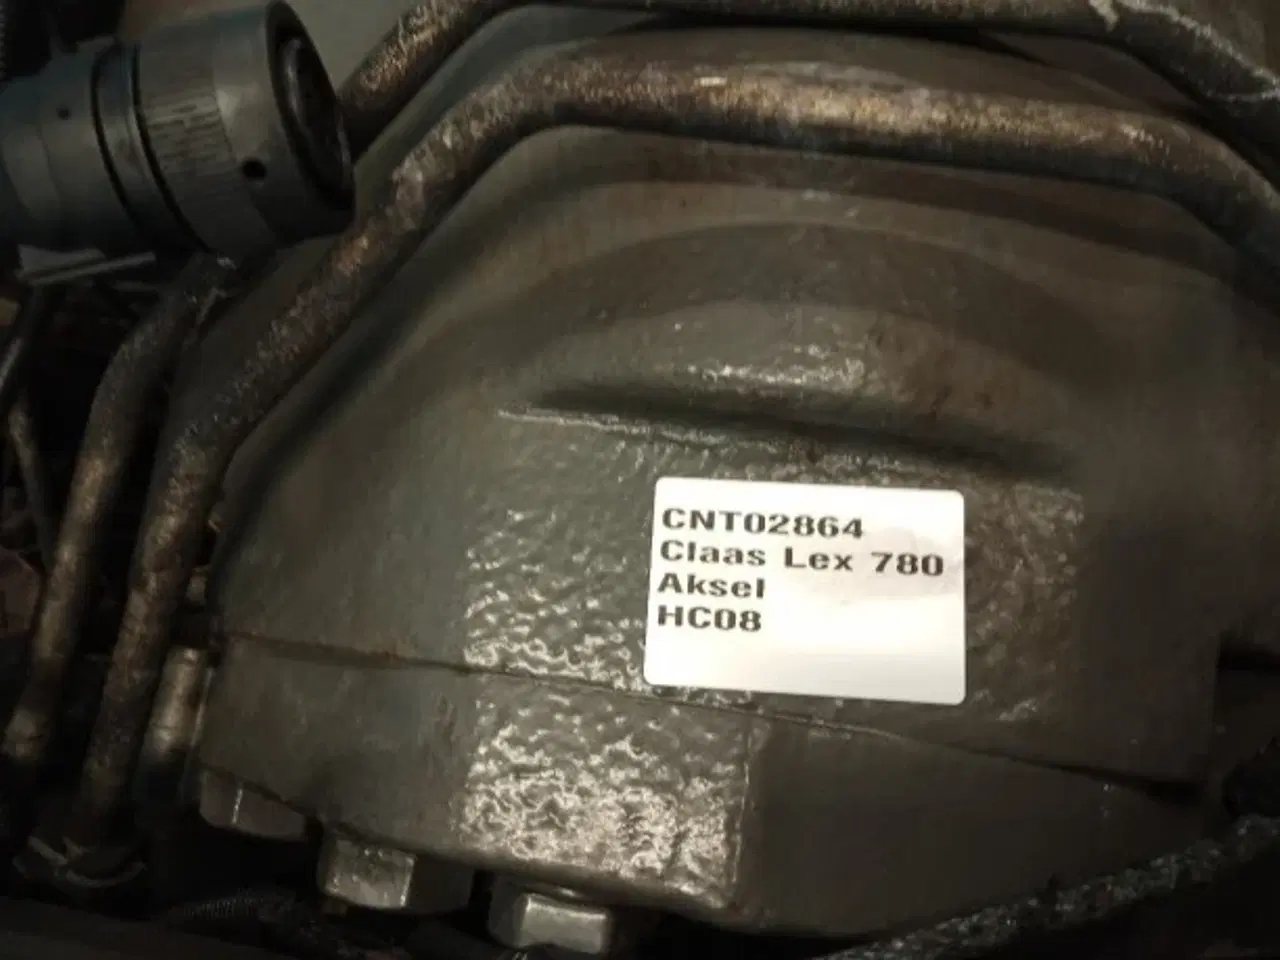 CNT02864
Claas Lex 780
Aksel
HC08